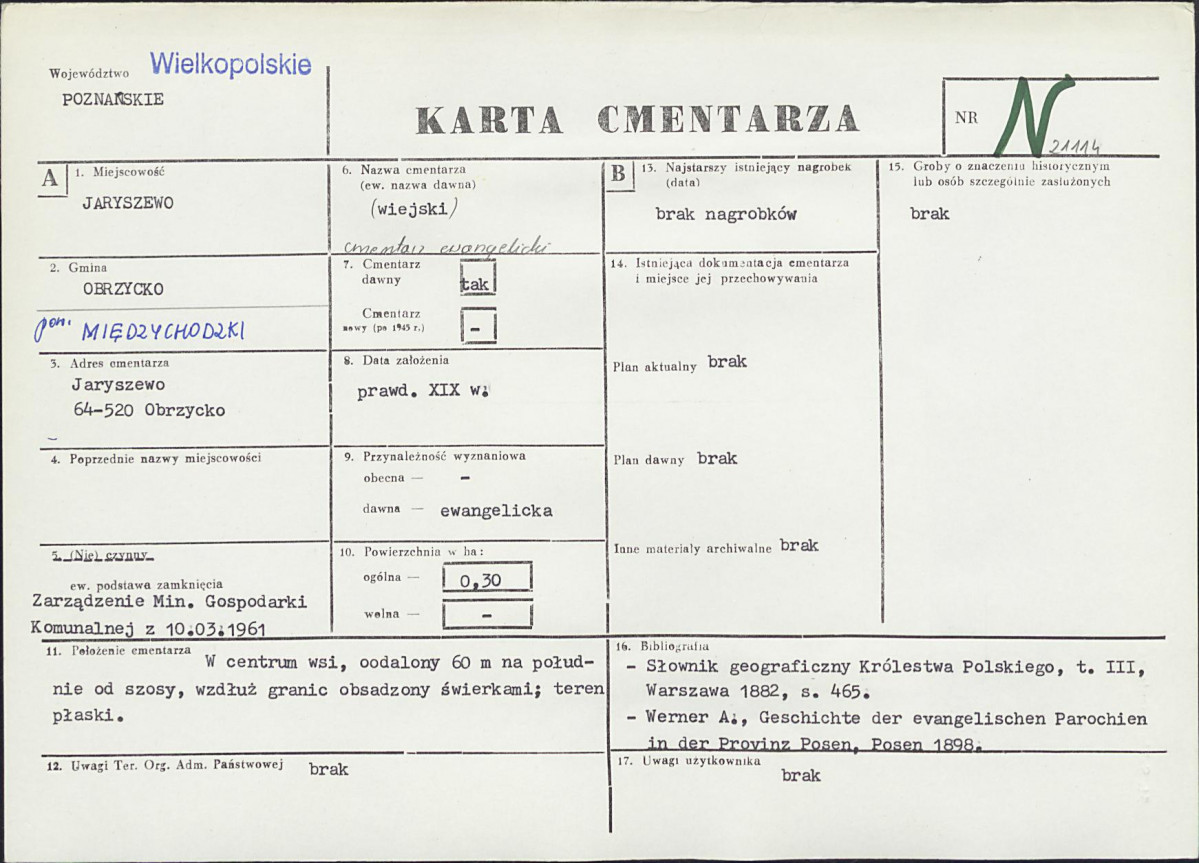 Województwo Wielkopolskie
POZNAŃSKIE
KARTA CMENTARZA
NR N 21114
A
1. Miejscowość
JARYSZEWO
2. Gmina
OBRZYCKO
pow. MIĘDZYCHODZKI
3. Adres cmentarza
Jaryszewo
64-520 Obrzycko
4. Poprzednie nazwy miejscowości
5. (Nie) czynny
ew. podstawa zamknięcia
Zarządzenie Min. Gospodarki
Komunalnej z 10.03.1961
6. Nazwa cmentarza
(ew. nazwa dawna)
(wiejski)
cmentarz ewangelicki
7. Cmentarz
dawny tak
Cmentarz
nowy (po 1945 r.) -
8. Data założenia
prawd. XIX w.
9. Przynależność wyznaniowa
obecna — -
dawna — ewangelicka
10. Powierzchnia w ha:
ogólna — 0,30
wolna — -
B
13. Najstarszy istniejący nagrobek
(data)
brak nagrobków
14. Istniejąca dokumentacja cmentarza
i miejsce jej przechowywania
Plan aktualny brak
Plan dawny brak
Inne materiały archiwalne brak
15. Groby o znaczeniu historycznym
lub osób szczególnie zasłużonych
brak
11. Położenie cmentarza W centrum wsi, oodalony 60 m na połud-
nie od szosy, wzdłuż granic obsadzony świerkami; teren
płaski.
12. Uwagi Ter. Org. Adm. Państwowej brak
16. Bibliografia
- Słownik geograficzny Królestwa Polskiego, t. III,
Warszawa 1882, s. 465.
- Werner A., Geschichte der evangelischen Parochien
in der Provinz Posen, Posen 1898.
17. Uwagi użytkownika
brak